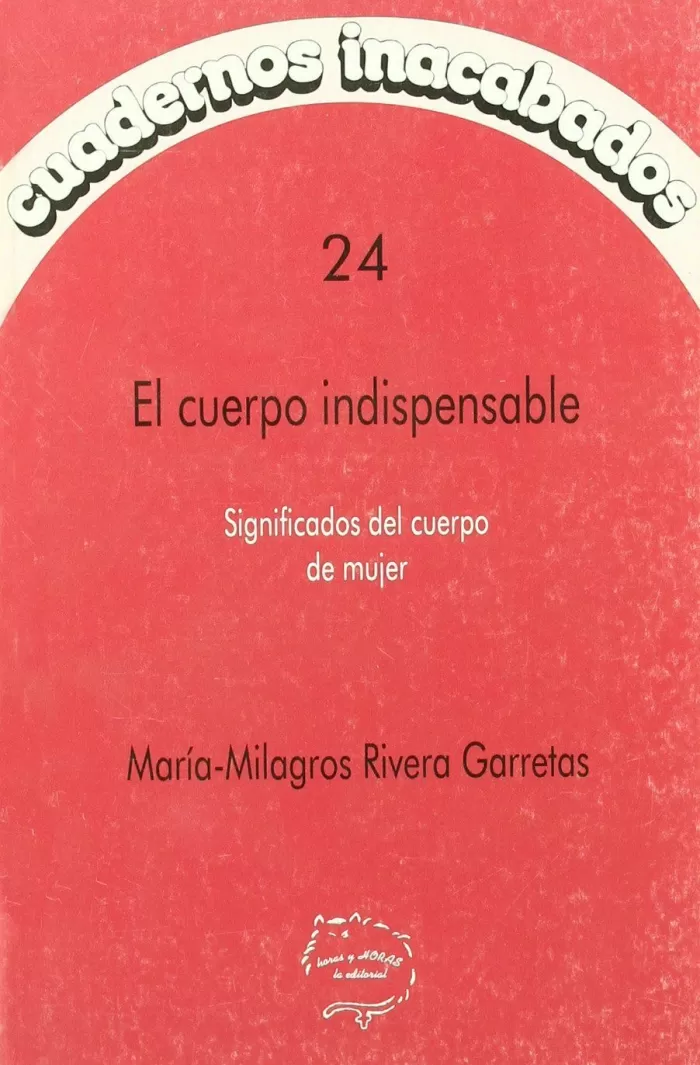 cuadernos inacabados
24
El cuerpo indispensable
Significados del cuerpo
de mujer
María-Milagros Rivera Garretas
horas y HORAS
la editorial